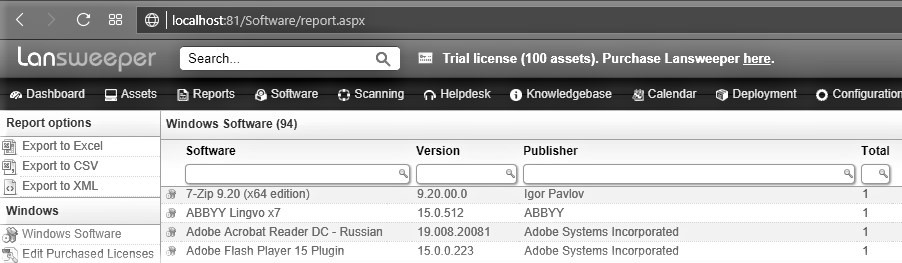 localhost:81/Software/report.aspx
Lansweeper Search... Trial license (100 assets). Purchase Lansweeper here.
Dashboard Assets Reports Software Scanning Helpdesk Knowledgebase Calendar Deployment Configuration
Report options
Export to Excel
Export to CSV
Export to XML
Windows
Windows Software
Edit Purchased Licenses
Windows Software (94)
Software Version Publisher Total
7-Zip 9.20 (x64 edition) 9.20.00.0 Igor Pavlov 1
ABBYY Lingvo x7 15.0.512 ABBYY 1
Adobe Acrobat Reader DC - Russian 19.008.20081 Adobe Systems Incorporated 1
Adobe Flash Player 15 Plugin 15.0.0.223 Adobe Systems Incorporated 1